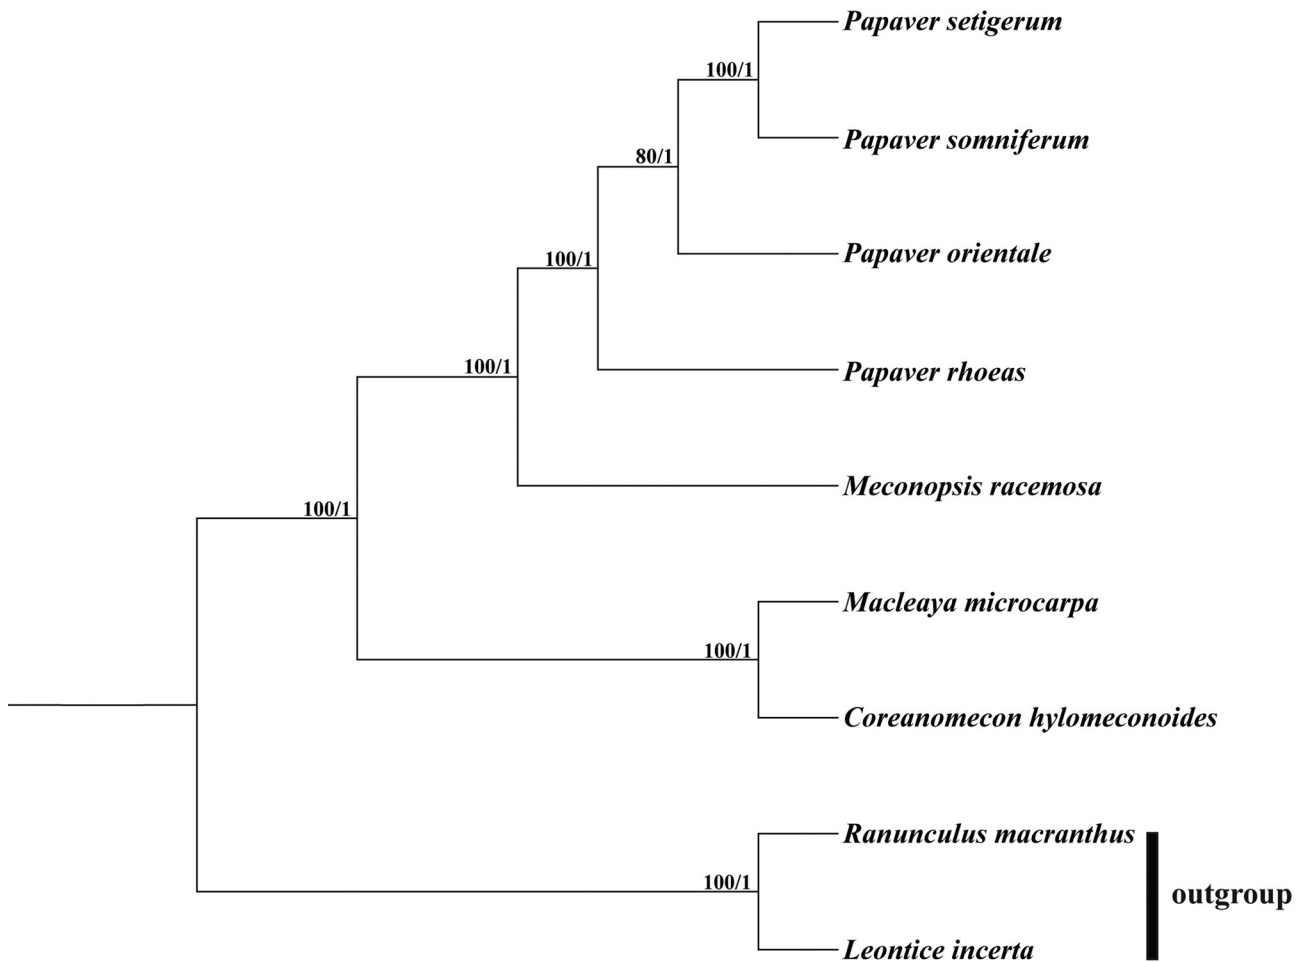 Papaver setigerum
100/1
Papaver somniferum
80/1
Papaver orientale
100/1
Papaver rhoeas
100/1
Meconopsis racemosa
100/1
Macleaya microcarpa
100/1
Coreanomecon hylomeconoides
Ranunculus macranthus
100/1
outgroup
Leontice incerta